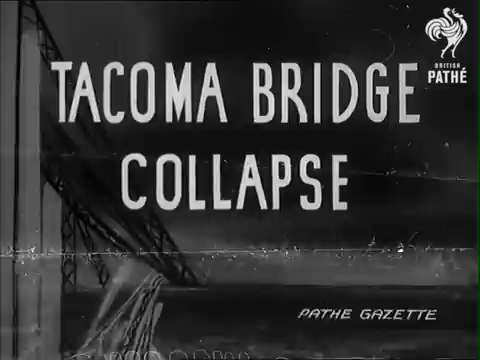 TACOMA BRIDGE
COLLAPSE
BRITISH
PATHÉ
PATHE GAZETTE